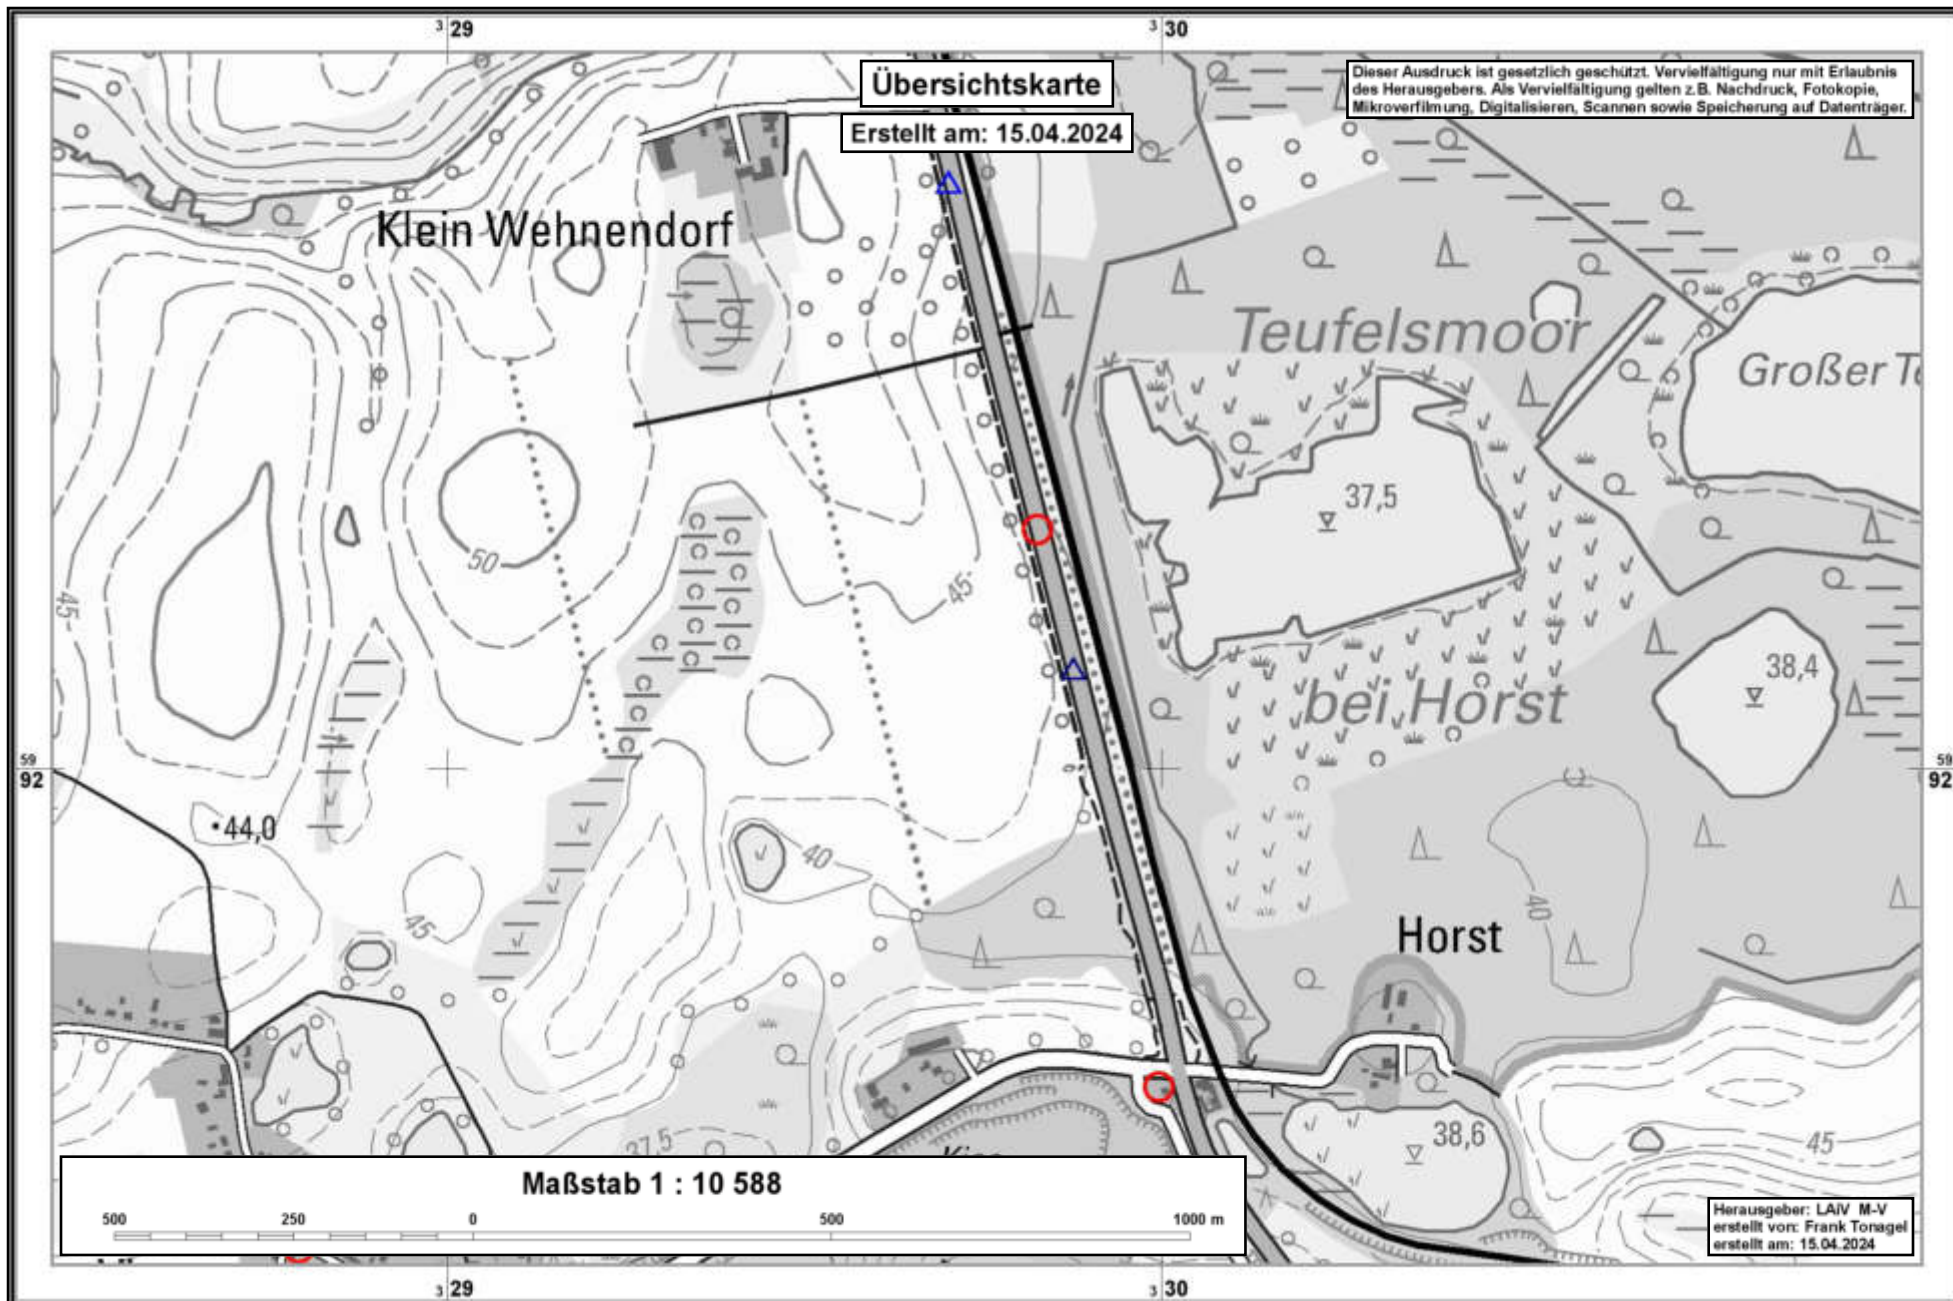 3 29
3 30
Übersichtskarte
Erstellt am: 15.04.2024
Dieser Ausdruck ist gesetzlich geschützt. Vervielfältigung nur mit Erlaubnis
des Herausgebers. Als Vervielfältigung gelten z.B. Nachdruck, Fotokopie,
Mikroverfilmung, Digitalisieren, Scannen sowie Speicherung auf Datenträger.
Klein Wehnendorf
Teufelsmoor
Großer
37,5
50
45
45
38,4
bei Horst
59
92
59
92
44,0
40
45
40
Horst
38,6
45
37,5
Maßstab 1 : 10 588
500 250 0 500 1000 m
Herausgeber: LAiV M-V
erstellt von: Frank Tonagel
erstellt am: 15.04.2024
3 29
3 30